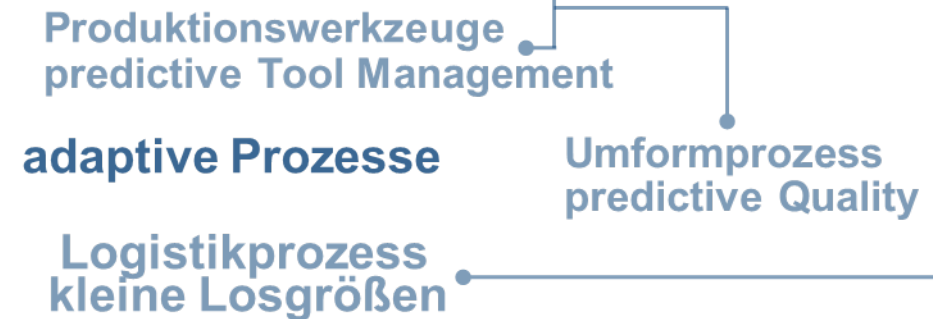 Produktionswerkzeuge
predictive Tool Management
adaptive Prozesse
Umformprozess
predictive Quality
Logistikprozess
kleine Losgrößen